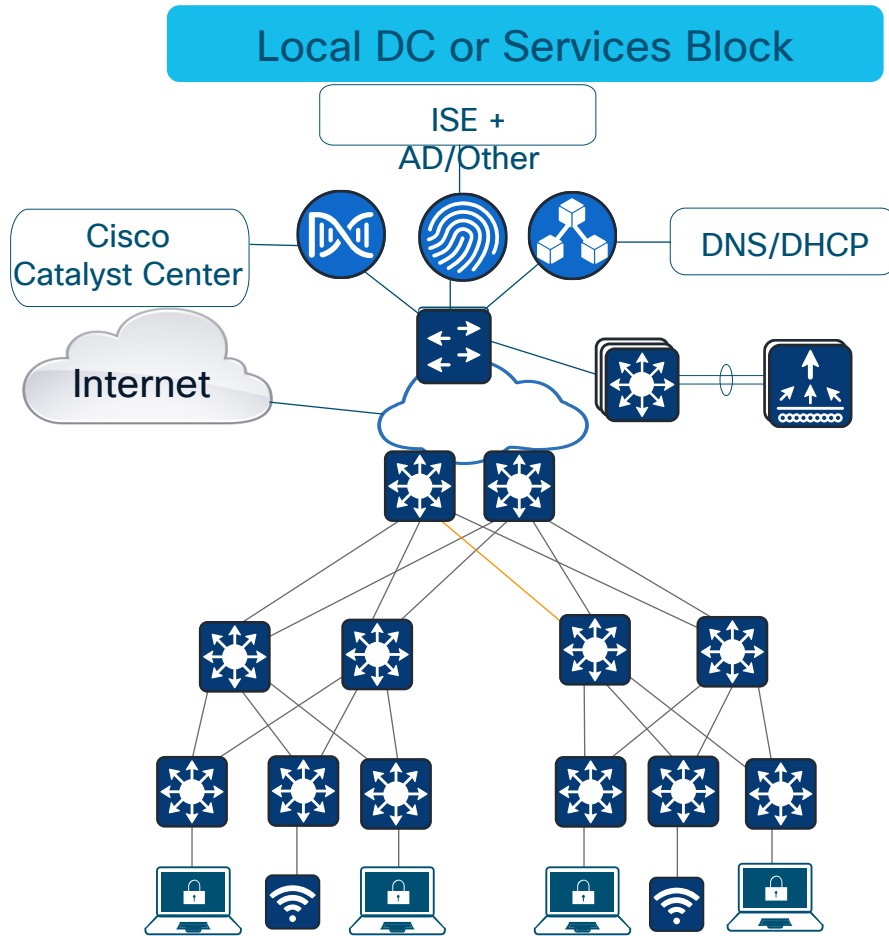 Local DC or Services Block
ISE +
AD/Other
Cisco
Catalyst Center
DNS/DHCP
Internet